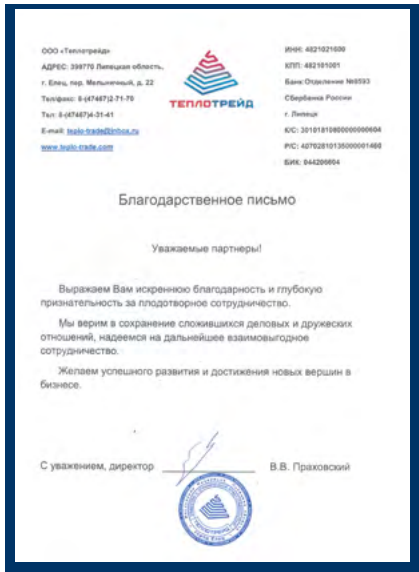 ООО «Теплотрейд»
АДРЕС: 399770 Липецкая область,
г. Елец, пер. Мельничный, д. 22
Тел/факс: 8-(47467)2-71-70
Тел: 8-(47467)4-31-41
E-mail: teplo-trade@inbox.ru
www.teplo-trade.com
ТЕПЛОТРЕЙД
ИНН: 4821021600
КПП: 482101001
Банк: Отделение №8593
Сбербанка России
г. Липецк
К/С: 30101810800000000604
Р/С: 40702810135000001460
БИК: 044206604
Благодарственное письмо
Уважаемые партнеры!
Выражаем Вам искреннюю благодарность и глубокую
признательность за плодотворное сотрудничество.
Мы верим в сохранение сложившихся деловых и дружеских
отношений, надеемся на дальнейшее взаимовыгодное
сотрудничество.
Желаем успешного развития и достижения новых вершин в
бизнесе.
С уважением, директор
В.В. Праховский